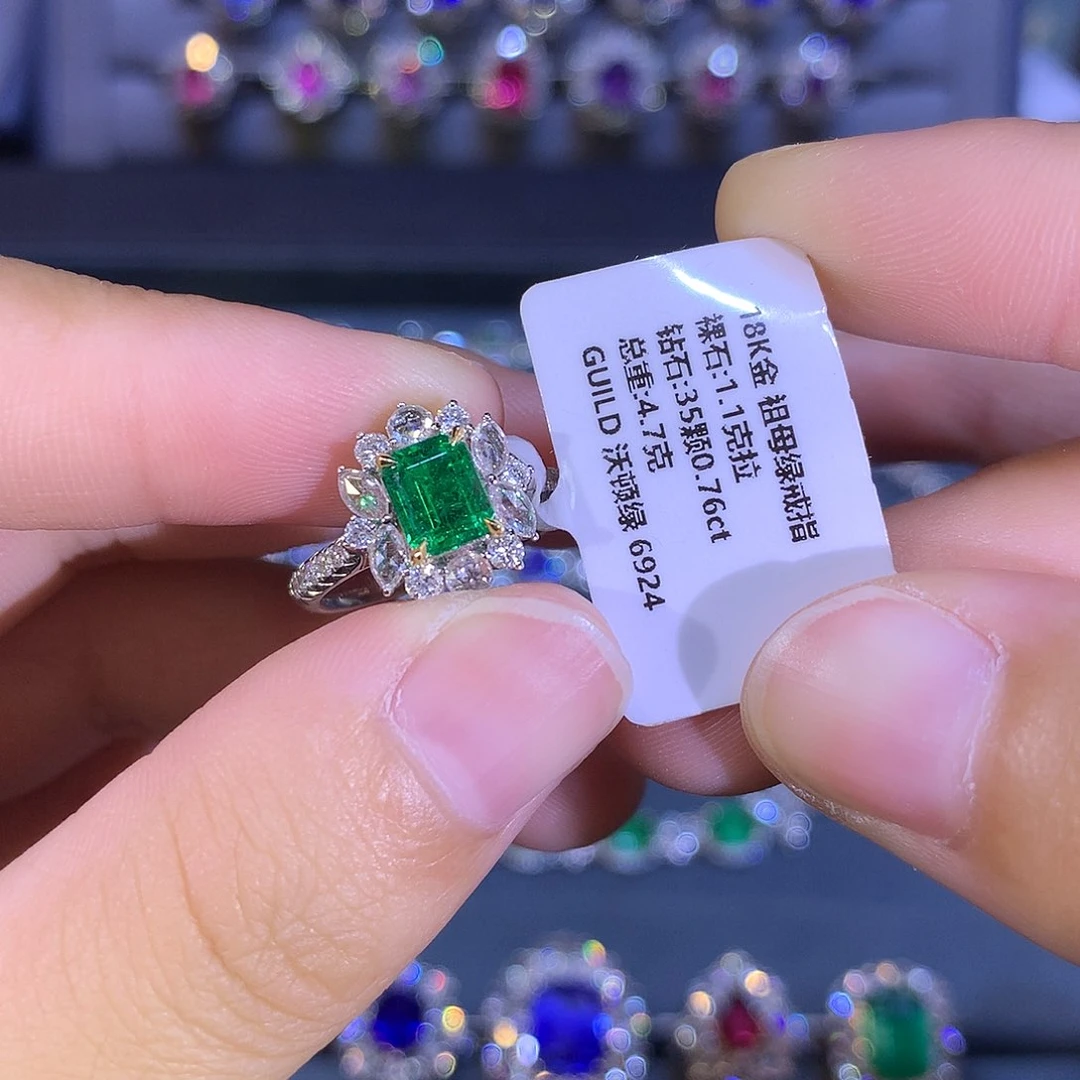 18K金 祖母绿戒指
裸石:1.1克拉
钻石:35颗0.76ct
总重:4.7克
GUILD 沃顿绿 6924